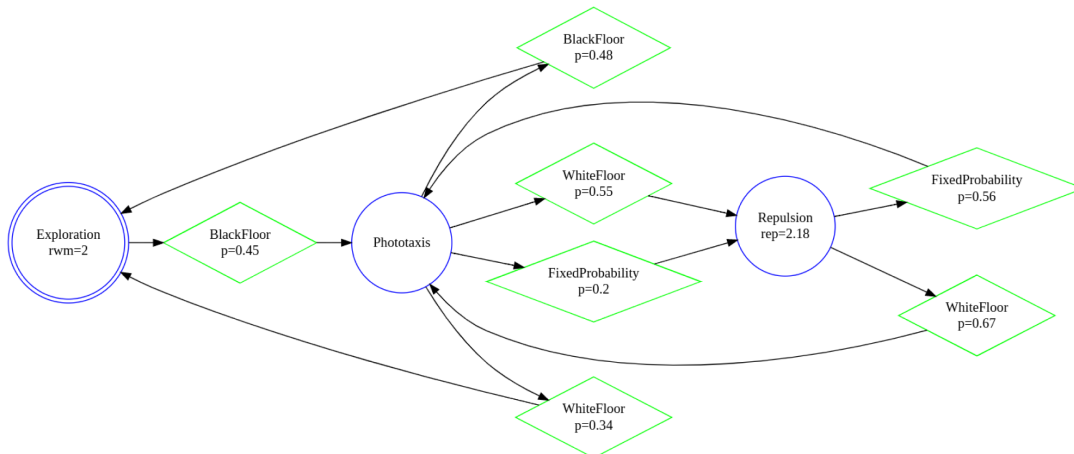 BlackFloor
p=0.48
WhiteFloor
p=0.55
FixedProbability
p=0.56
Exploration
rwm=2
BlackFloor
p=0.45
Phototaxis
Repulsion
rep=2.18
FixedProbability
p=0.2
WhiteFloor
p=0.67
WhiteFloor
p=0.34